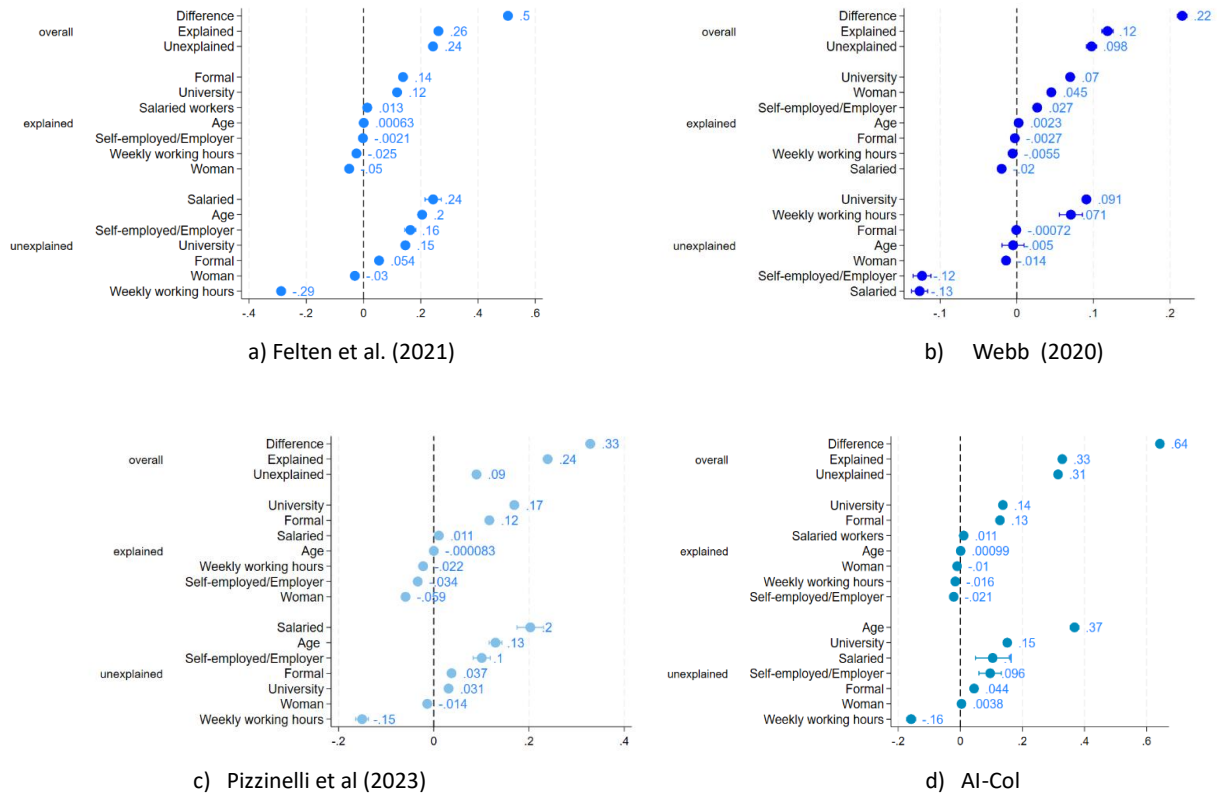 overall
Difference .5
Explained .26
Unexplained .24
explained
Formal .14
University .12
Salaried workers .013
Age .00063
Self-employed/Employer -.0021
Weekly working hours -.025
Woman -.05
unexplained
Salaried .24
Age .2
Self-employed/Employer .16
University .15
Formal .054
Woman -.03
Weekly working hours -.29
-.4 -.2 0 .2 .4 .6
a) Felten et al. (2021)
overall
Difference .22
Explained .12
Unexplained .098
explained
University .07
Woman .045
Self-employed/Employer .027
Age .0023
Formal -.0027
Weekly working hours -.0055
Salaried -.02
unexplained
University .091
Weekly working hours .071
Formal -.00072
Age -.005
Woman -.014
Self-employed/Employer -.12
Salaried -.13
-.1 0 .1 .2
b) Webb (2020)
overall
Difference .33
Explained .24
Unexplained .09
explained
University .17
Formal .12
Salaried .011
Age -.000083
Weekly working hours -.022
Self-employed/Employer -.034
Woman -.059
unexplained
Salaried .2
Age .13
Self-employed/Employer .1
Formal .037
University .031
Woman -.014
Weekly working hours -.15
-.2 0 .2 .4
c) Pizzinelli et al (2023)
overall
Difference .64
Explained .33
Unexplained .31
explained
University .14
Formal .13
Salaried workers .011
Age .00099
Woman -.01
Weekly working hours -.016
Self-employed/Employer -.021
unexplained
Age .37
University .15
Salaried
Self-employed/Employer .096
Formal .044
Woman .0038
Weekly working hours -.16
-.2 0 .2 .4 .6
d) AI-Col